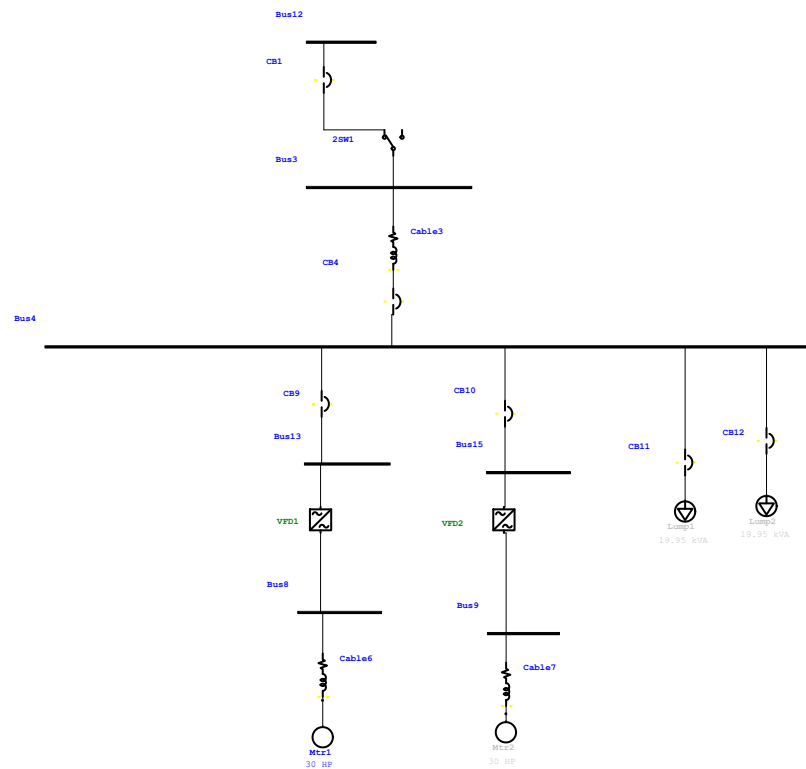 Bus12
CB1
2SW1
Bus3
Cable3
CB4
Bus4
CB9
CB10
Bus13
Bus15
CB11
CB12
VFD1
VFD2
Lump1
19.95 kVA
Lump2
19.95 kVA
Bus8
Bus9
Cable6
Cable7
Mtr1
30 HP
Mtr2
30 HP